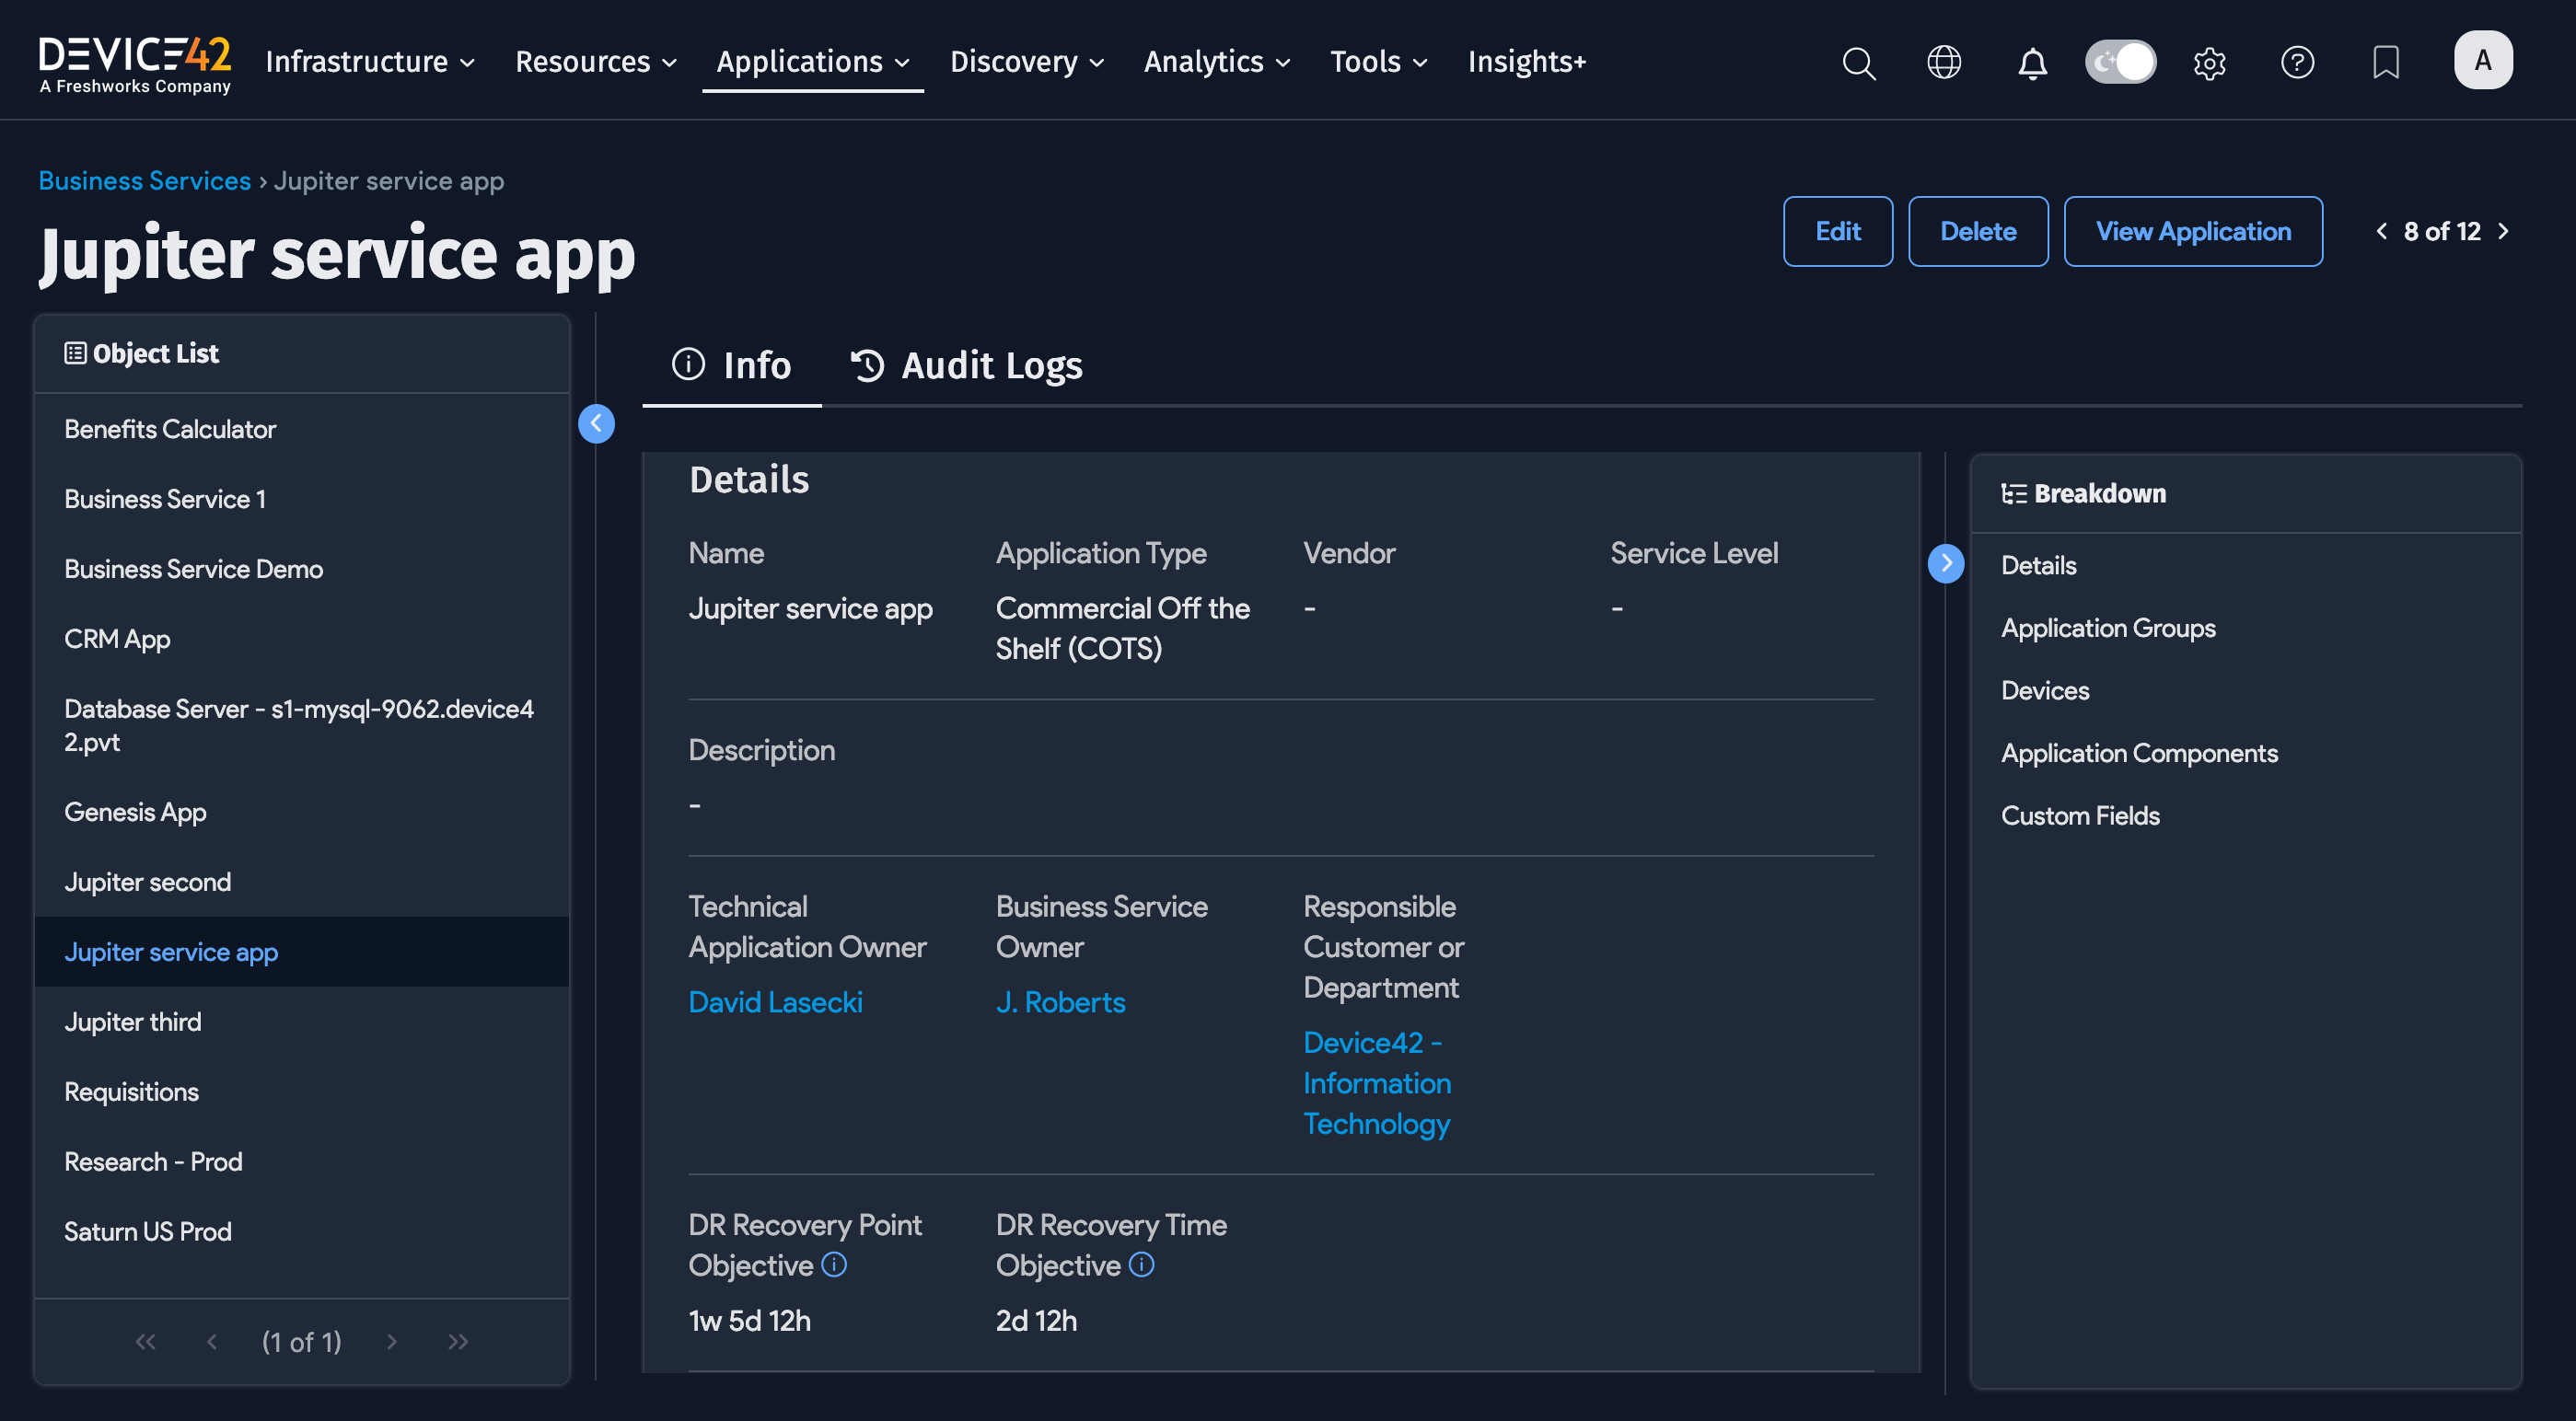 DEVICE42
A Freshworks Company
Infrastructure
Resources
Applications
Discovery
Analytics
Tools
Insights+
A
Business Services › Jupiter service app
Jupiter service app
Edit
Delete
View Application
8 of 12
Object List
Benefits Calculator
Business Service 1
Business Service Demo
CRM App
Database Server - s1-mysql-9062.device4
2.pvt
Genesis App
Jupiter second
Jupiter service app
Jupiter third
Requisitions
Research - Prod
Saturn US Prod
(1 of 1)
Info
Audit Logs
Details
Name
Jupiter service app
Application Type
Commercial Off the
Shelf (COTS)
Vendor
-
Service Level
-
Description
-
Technical
Application Owner
David Lasecki
Business Service
Owner
J. Roberts
Responsible
Customer or
Department
Device42 -
Information
Technology
DR Recovery Point
Objective
1w 5d 12h
DR Recovery Time
Objective
2d 12h
Breakdown
Details
Application Groups
Devices
Application Components
Custom Fields